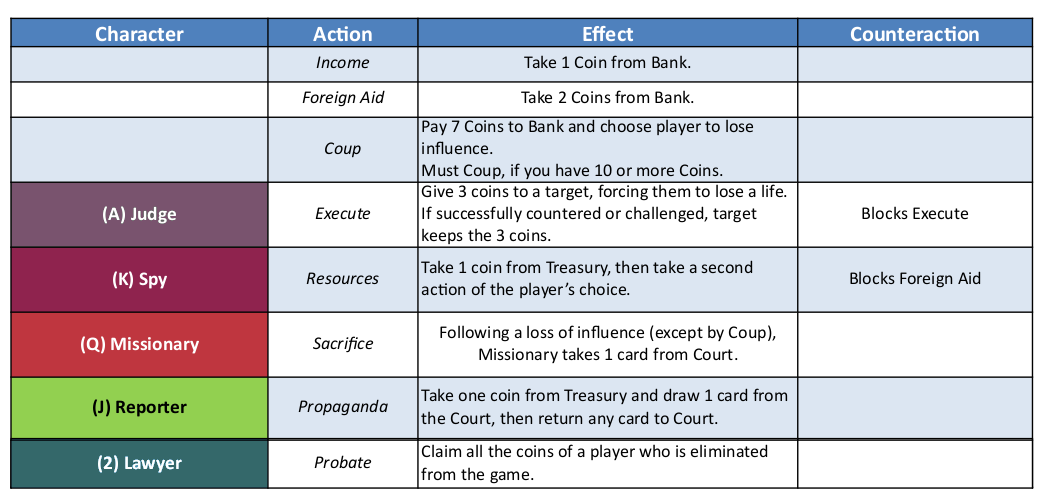 Character Action Effect Counteraction
Income Take 1 Coin from Bank.
Foreign Aid Take 2 Coins from Bank.
Coup
Pay 7 Coins to Bank and choose player to lose
influence.
Must Coup, if you have 10 or more Coins.
(A) Judge
Execute
Give 3 coins to a target, forcing them to lose a life.
If successfully countered or challenged, target
keeps the 3 coins.
Blocks Execute
(K) Spy
Resources
Take 1 coin from Treasury, then take a second
action of the player’s choice.
Blocks Foreign Aid
(Q) Missionary
Sacrifice
Following a loss of influence (except by Coup),
Missionary takes 1 card from Court.
(J) Reporter
Propaganda
Take one coin from Treasury and draw 1 card from
the Court, then return any card to Court.
(2) Lawyer
Probate
Claim all the coins of a player who is eliminated
from the game.